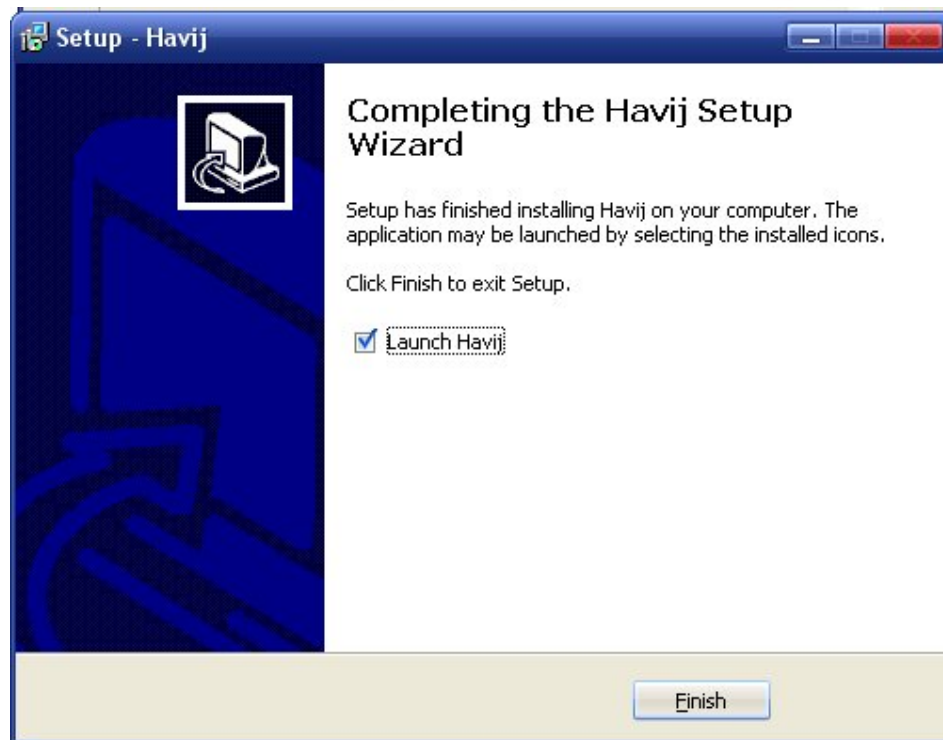 Setup - Havij
Completing the Havij Setup
Wizard
Setup has finished installing Havij on your computer. The
application may be launched by selecting the installed icons.
Click Finish to exit Setup.
Launch Havij
Finish